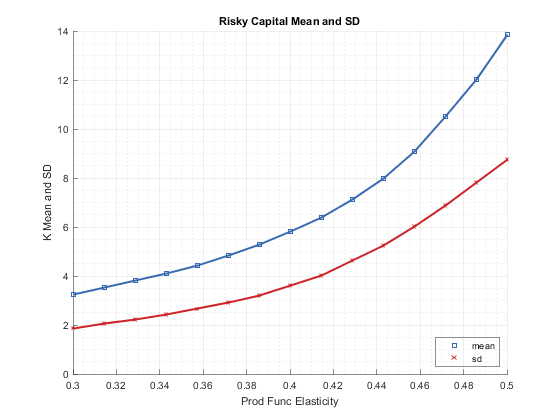 Risky Capital Mean and SD
K Mean and SD
14
12
10
8
6
4
2
0
0.3 0.32 0.34 0.36 0.38 0.4 0.42 0.44 0.46 0.48 0.5
Prod Func Elasticity
mean
sd